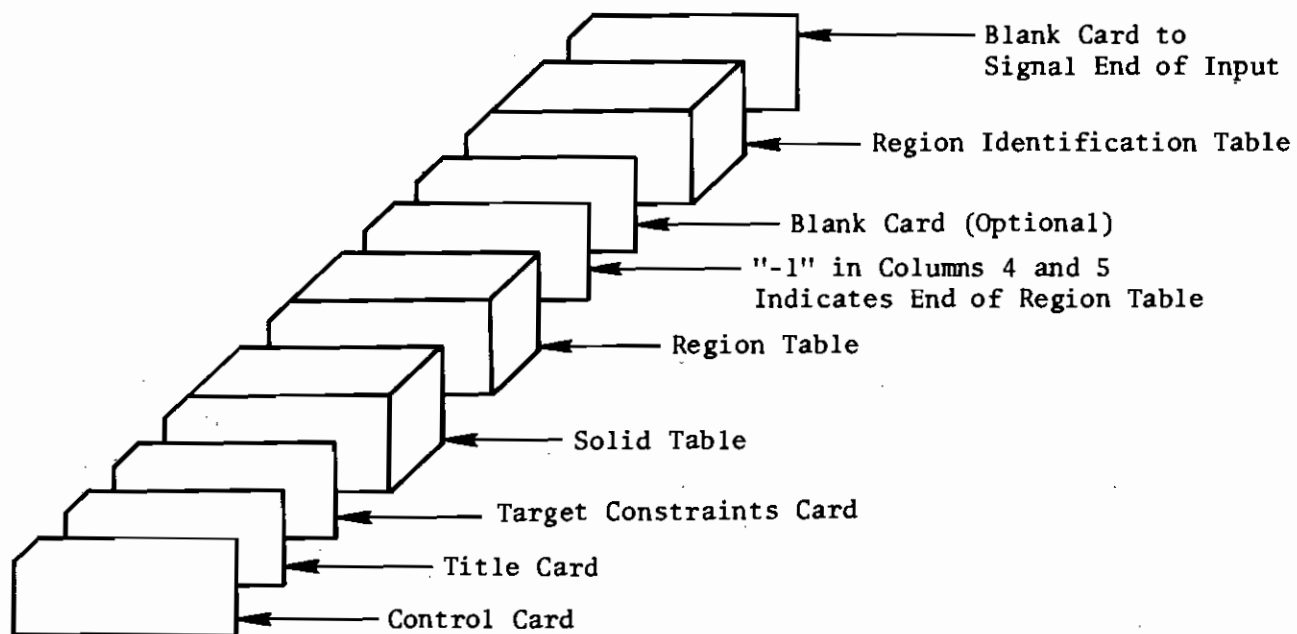 Blank Card to
Signal End of Input
Region Identification Table
Blank Card (Optional)
"-1" in Columns 4 and 5
Indicates End of Region Table
Region Table
Solid Table
Target Constraints Card
Title Card
Control Card